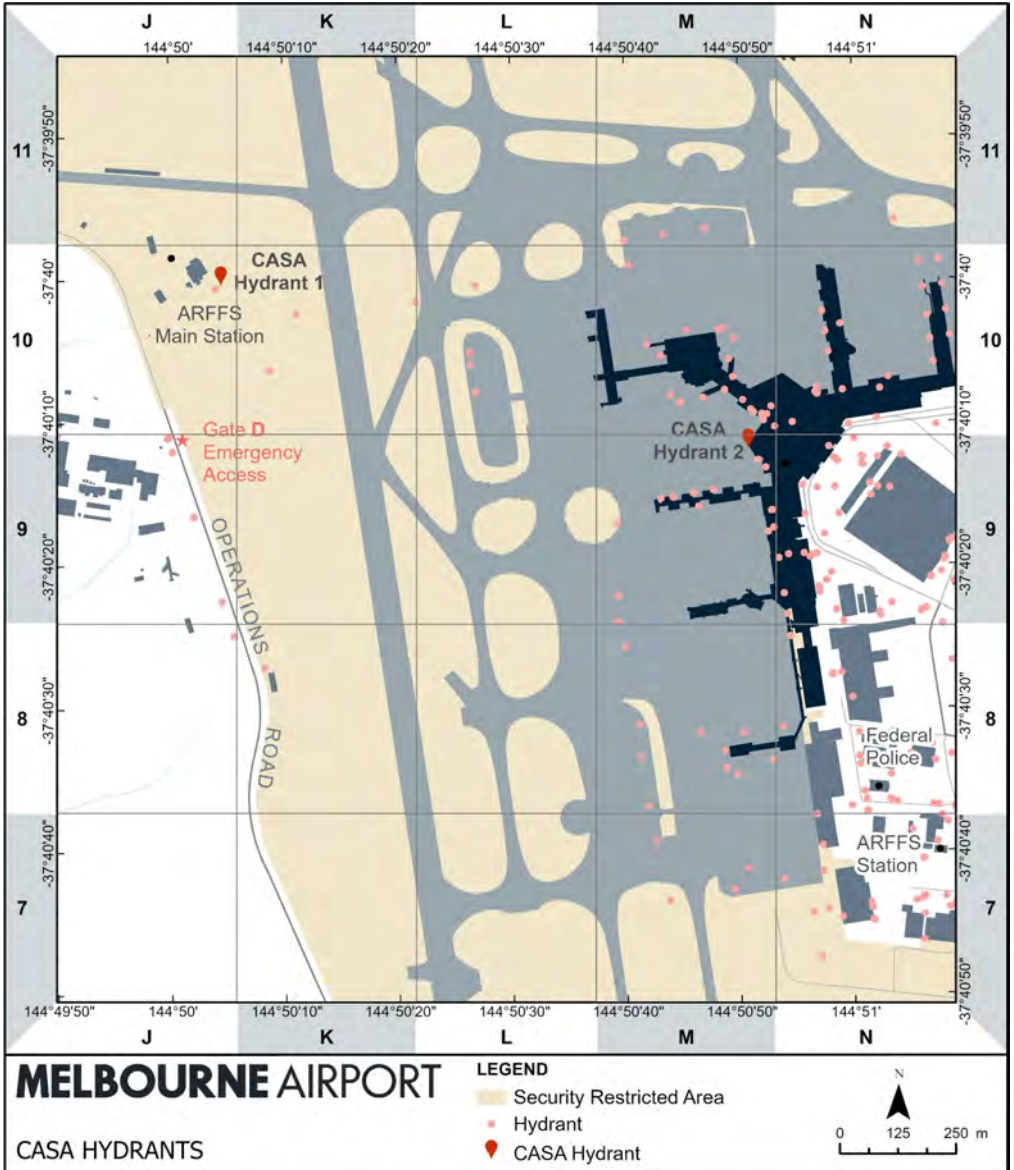 J K L M N
144°50' 144°50'10" 144°50'20" 144°50'30" 144°50'40" 144°50'50" 144°51'
-37°39'50" -37°39'50"
11 11
-37°40' -37°40'
CASA
Hydrant 1
ARFFS
Main Station
10 10
-37°40'10" -37°40'10"
Gate D
Emergency
Access
CASA
Hydrant 2
9 9
OPERATIONS
-37°40'20" -37°40'20"
ROAD
-37°40'30" -37°40'30"
8 8
Federal
Police
-37°40'40" -37°40'40"
ARFFS
Station
7 7
-37°40'50"
144°49'50" 144°50' 144°50'10" 144°50'20" 144°50'30" 144°50'40" 144°50'50" 144°51'
J K L M N
MELBOURNE AIRPORT
CASA HYDRANTS
LEGEND
Security Restricted Area
Hydrant
CASA Hydrant
N
0 125 250 m